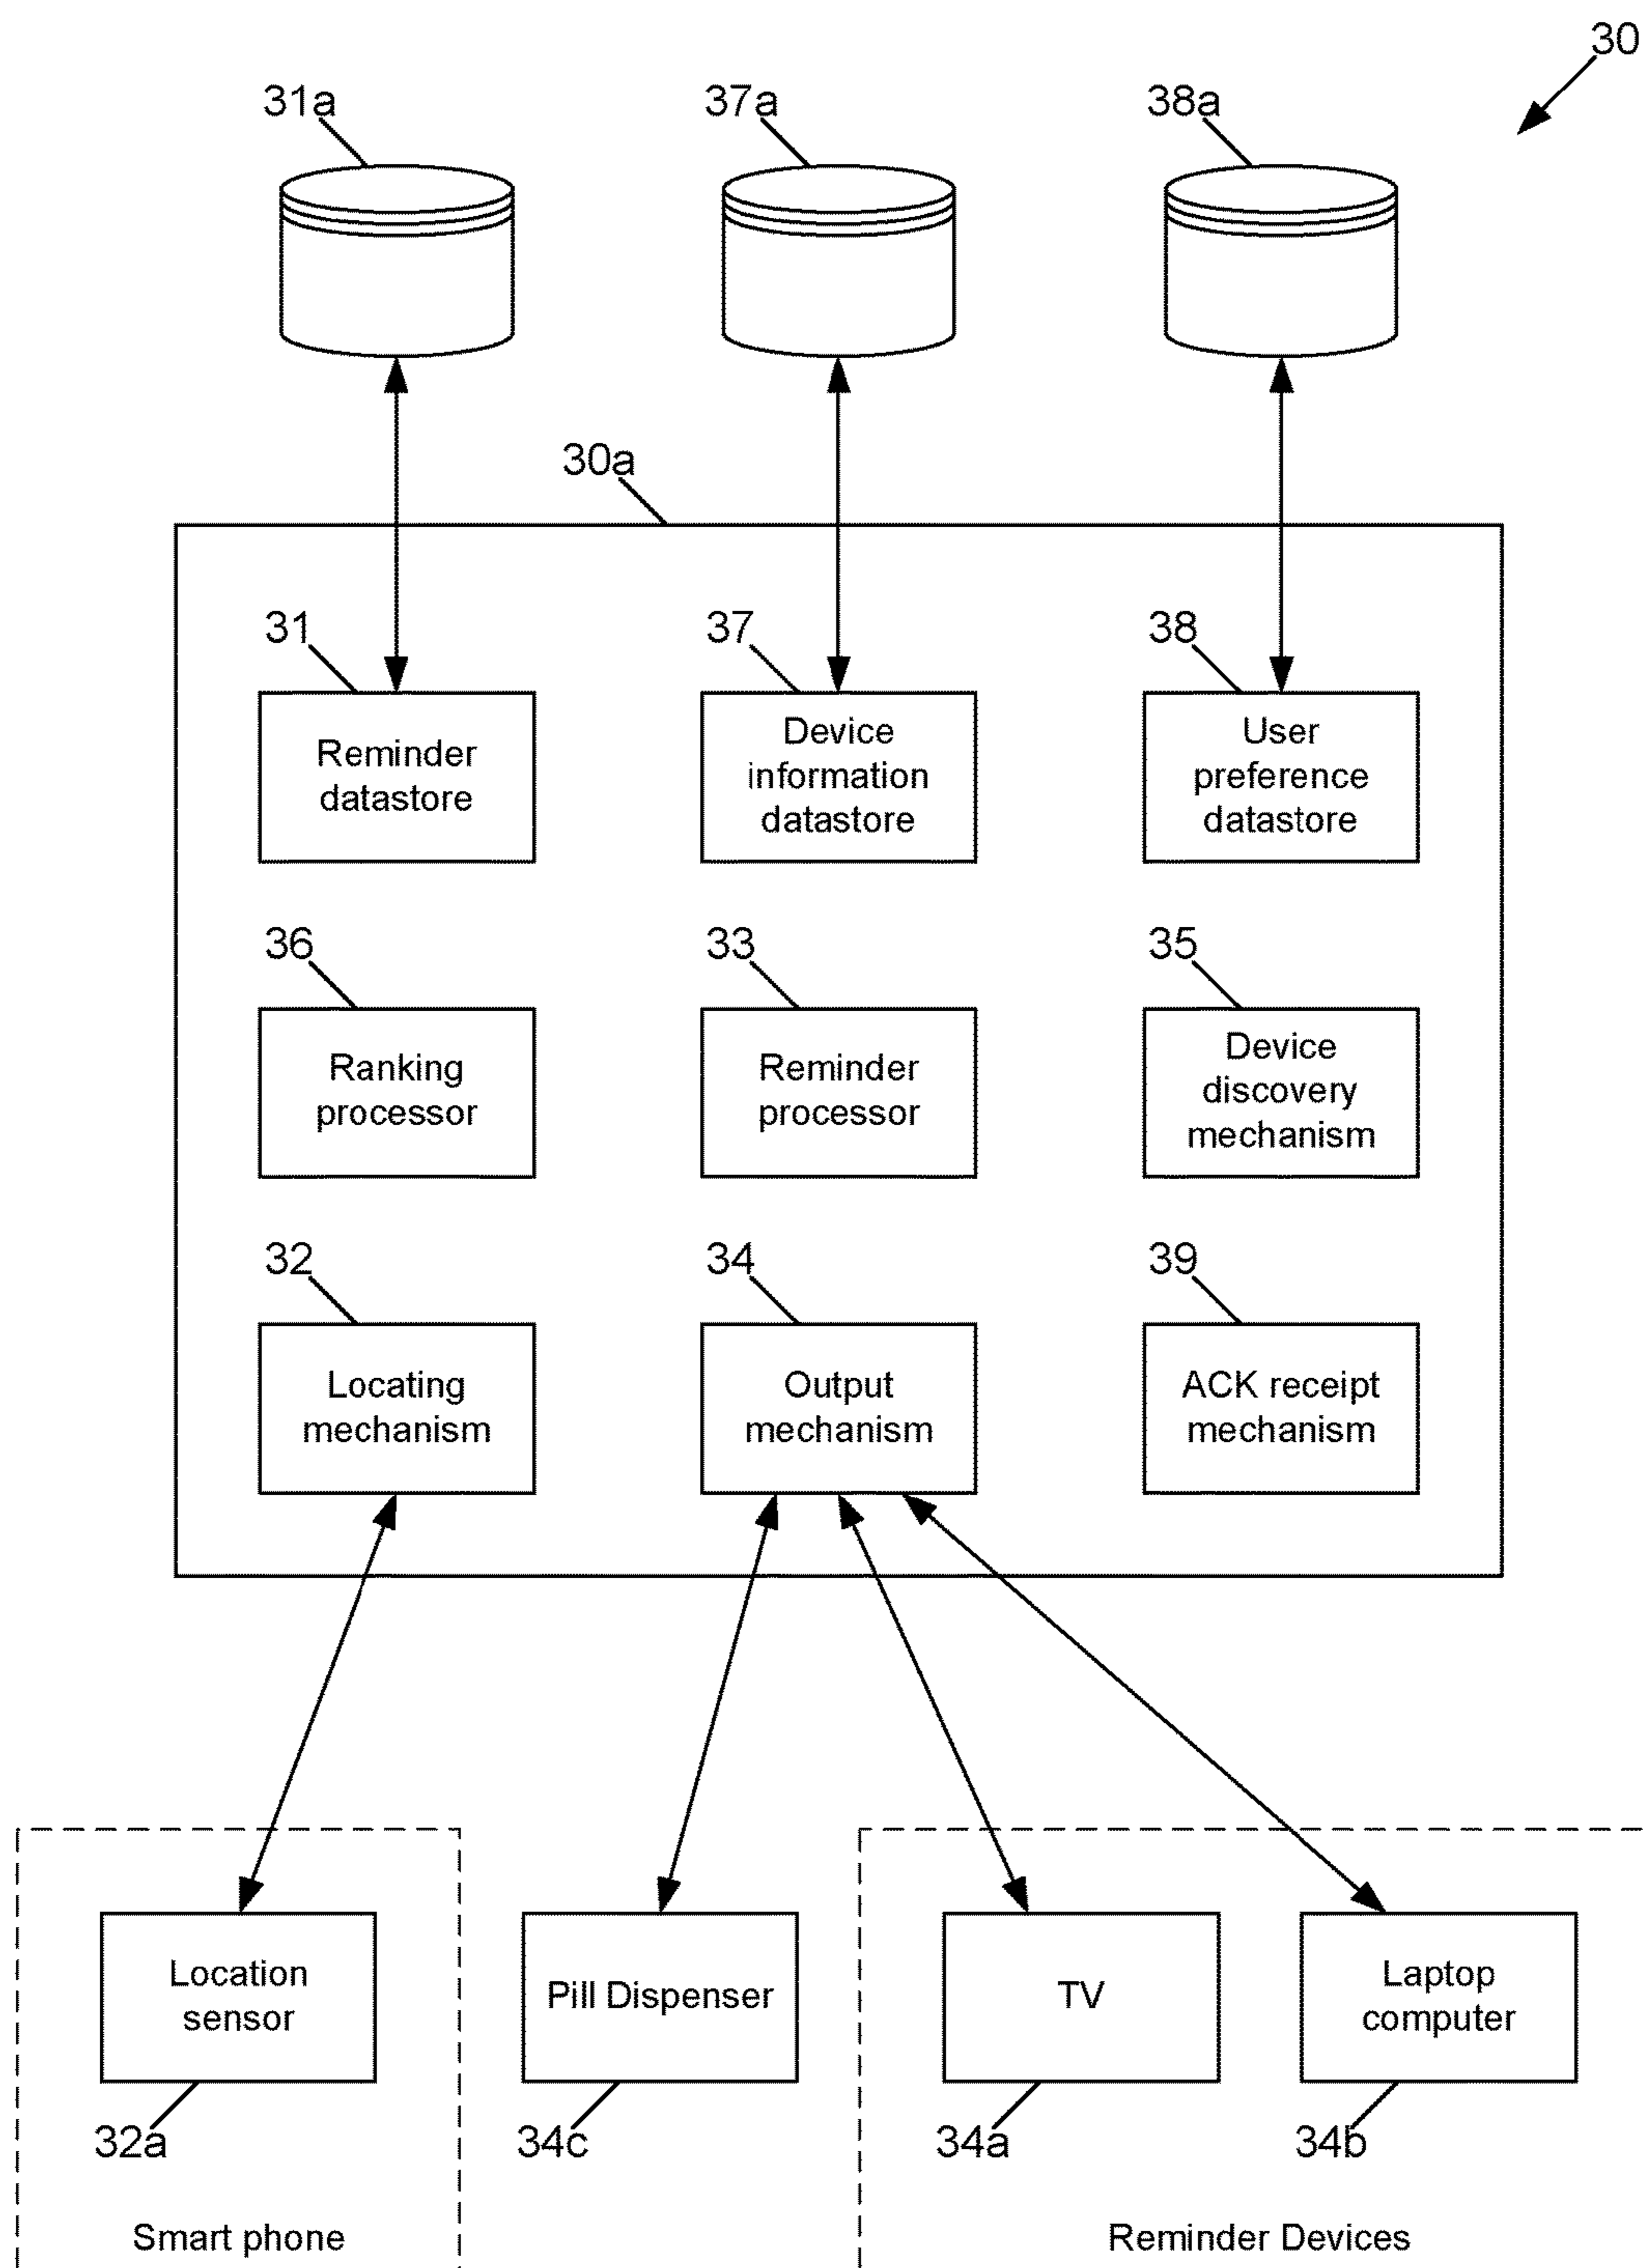 30
31a
37a
38a
30a
31
37
38
Reminder
datastore
Device
information
datastore
User
preference
datastore
36
33
35
Ranking
processor
Reminder
processor
Device
discovery
mechanism
32
34
39
Locating
mechanism
Output
mechanism
ACK receipt
mechanism
Location
sensor
Pill Dispenser
TV
Laptop
computer
32a
34c
34a
34b
Smart phone
Reminder Devices